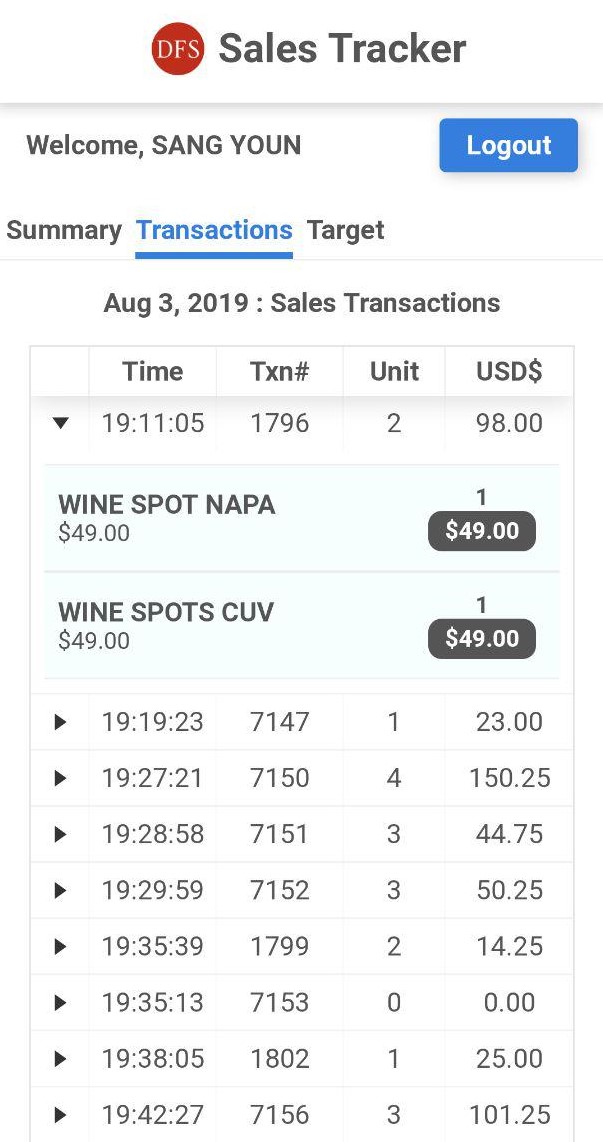 DFS Sales Tracker
Welcome, SANG YOUN Logout
Summary Transactions Target
Aug 3, 2019 : Sales Transactions
Time Txn# Unit USD$
19:11:05 1796 2 98.00
WINE SPOT NAPA 1
$49.00 $49.00
WINE SPOTS CUV 1
$49.00 $49.00
19:19:23 7147 1 23.00
19:27:21 7150 4 150.25
19:28:58 7151 3 44.75
19:29:59 7152 3 50.25
19:35:39 1799 2 14.25
19:35:13 7153 0 0.00
19:38:05 1802 1 25.00
19:42:27 7156 3 101.25